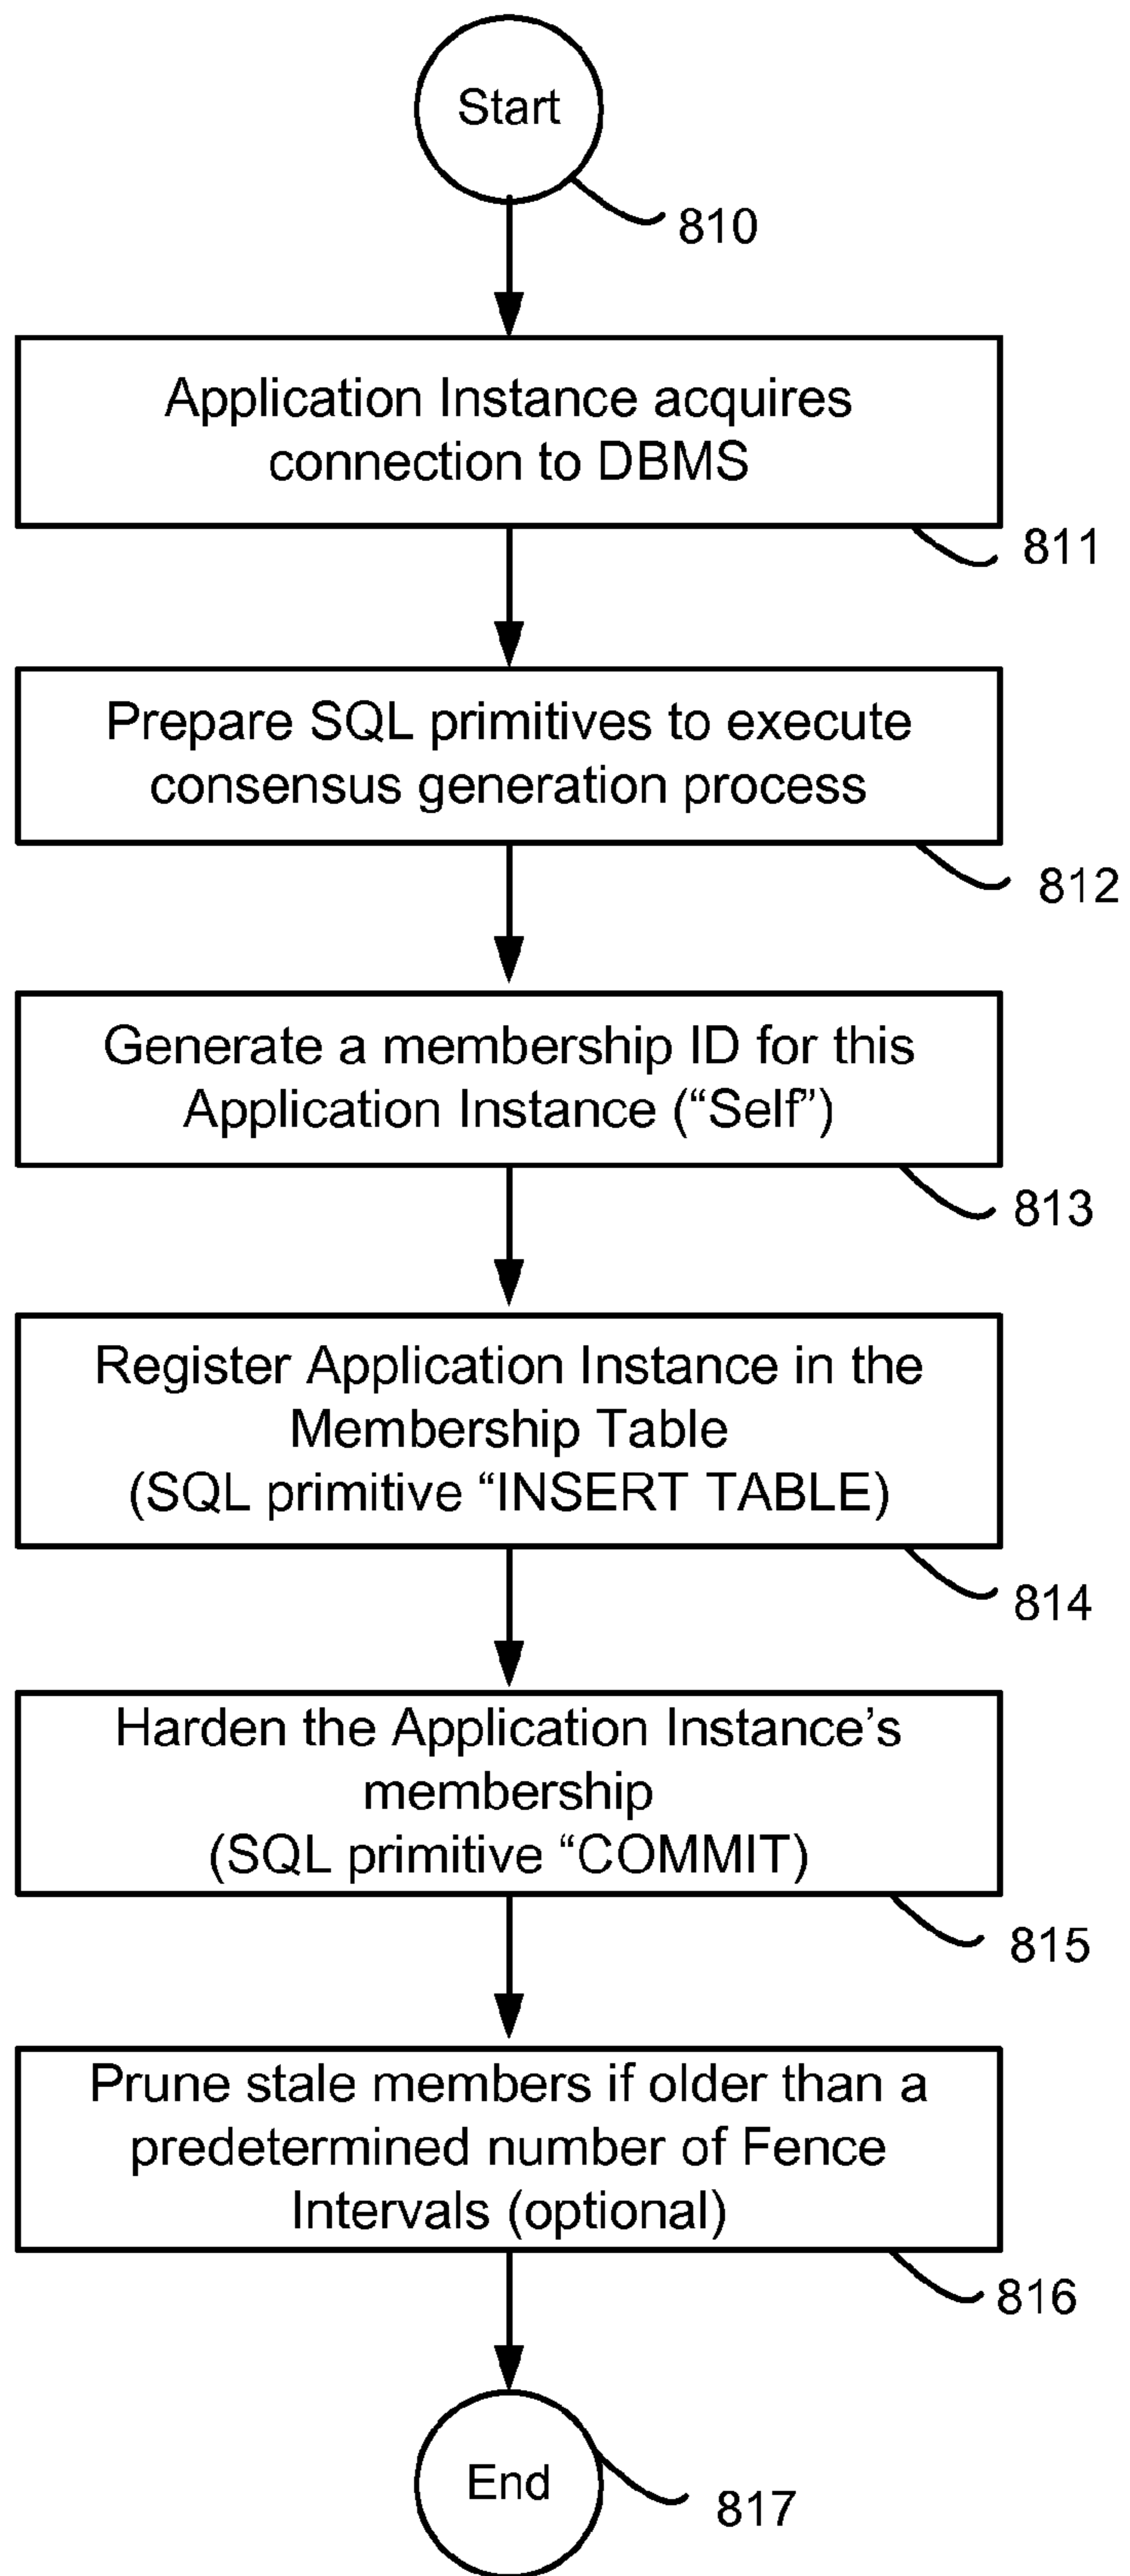 Start
810
Application Instance acquires
connection to DBMS
811
Prepare SQL primitives to execute
consensus generation process
812
Generate a membership ID for this
Application Instance (“Self”)
813
Register Application Instance in the
Membership Table
(SQL primitive “INSERT TABLE)
814
Harden the Application Instance’s
membership
(SQL primitive “COMMIT)
815
Prune stale members if older than a
predetermined number of Fence
Intervals (optional)
816
End
817